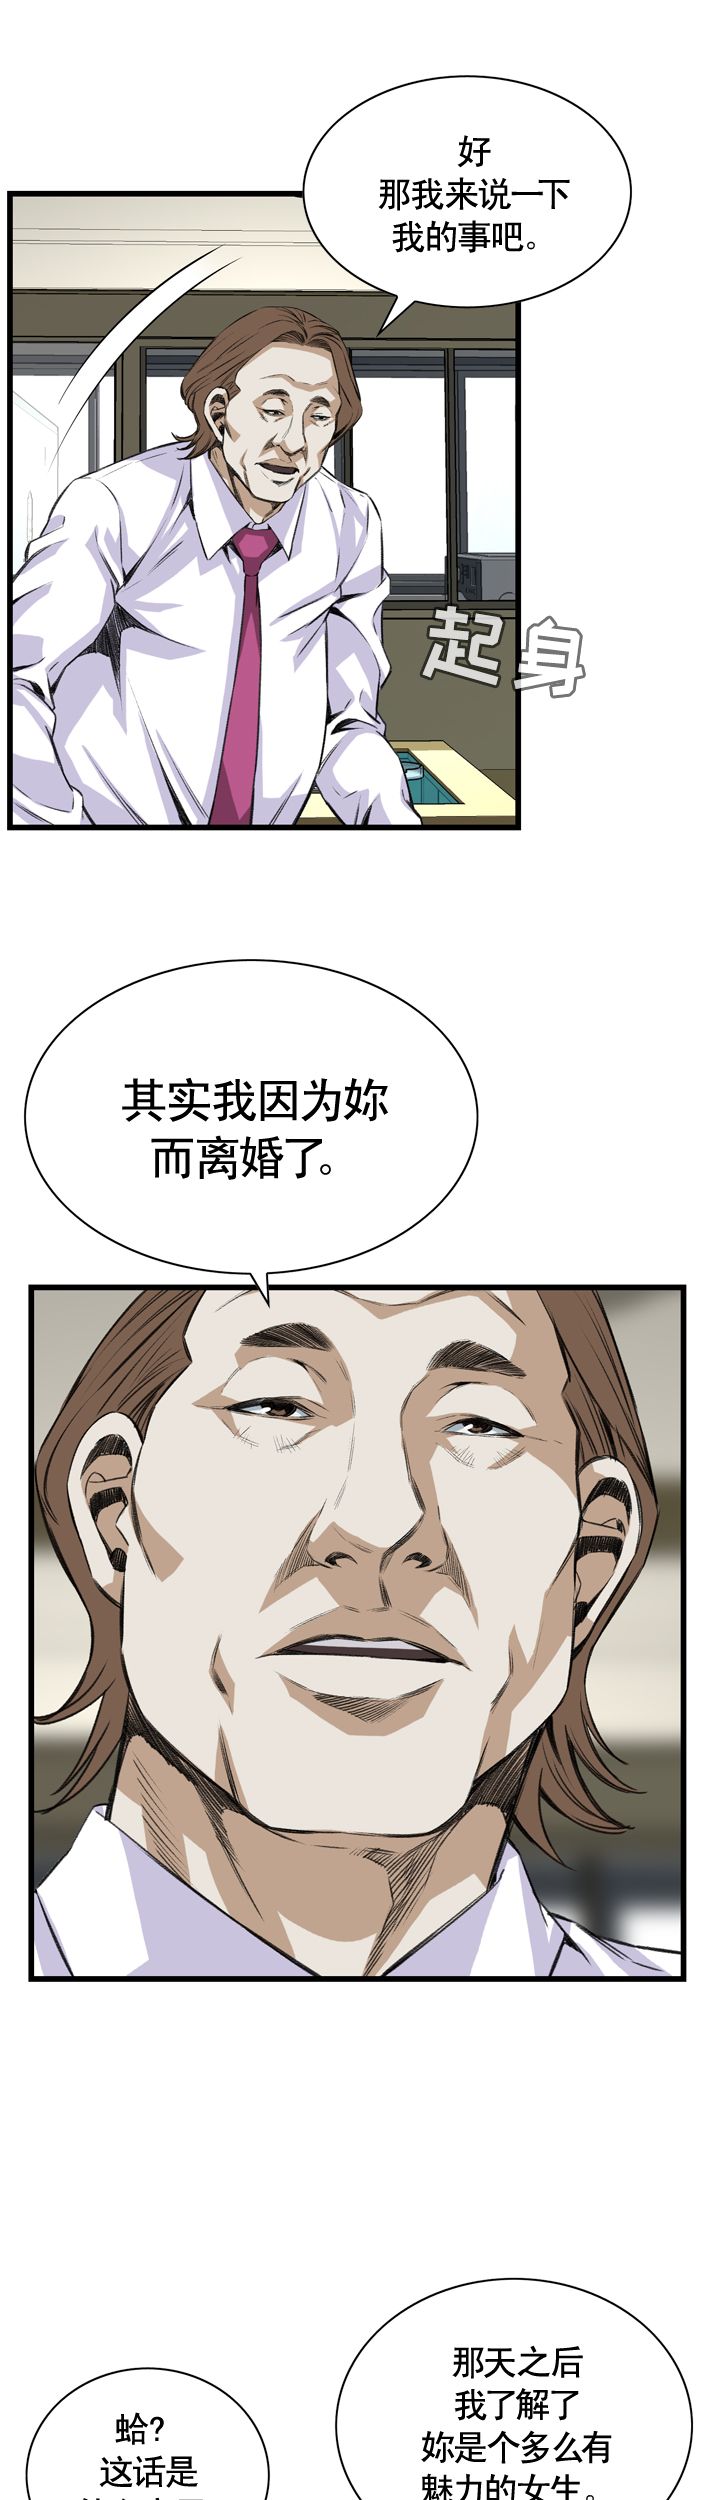 好
那我来说一下
我的事吧。
起身
其实我因为妳
而离婚了。
那天之后
我了解了
妳是个多么有
魅力的女生。
蛤?
这话是